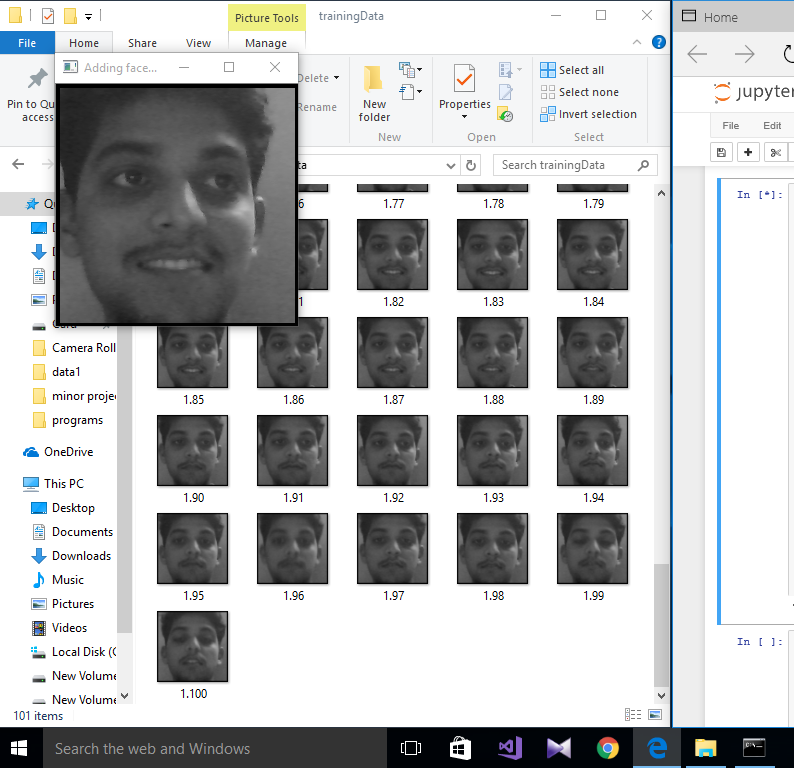 Picture Tools
trainingData
File
Home
Share
View
Manage
Adding face...
Pin to Qu
access
Delete
Rename
New
folder
New
Properties
Open
Select all
Select none
Invert selection
Select
ta
Search trainingData
Home
jupyter
File
Edit
In [*]:
In [ ]:
6
1.77
1.78
1.79
1
1.82
1.83
1.84
1.85
1.86
1.87
1.88
1.89
1.90
1.91
1.92
1.93
1.94
1.95
1.96
1.97
1.98
1.99
1.100
Camera Roll
data1
minor proje
programs
OneDrive
This PC
Desktop
Documents
Downloads
Music
Pictures
Videos
Local Disk (C
New Volume
New Volume
101 items
Search the web and Windows